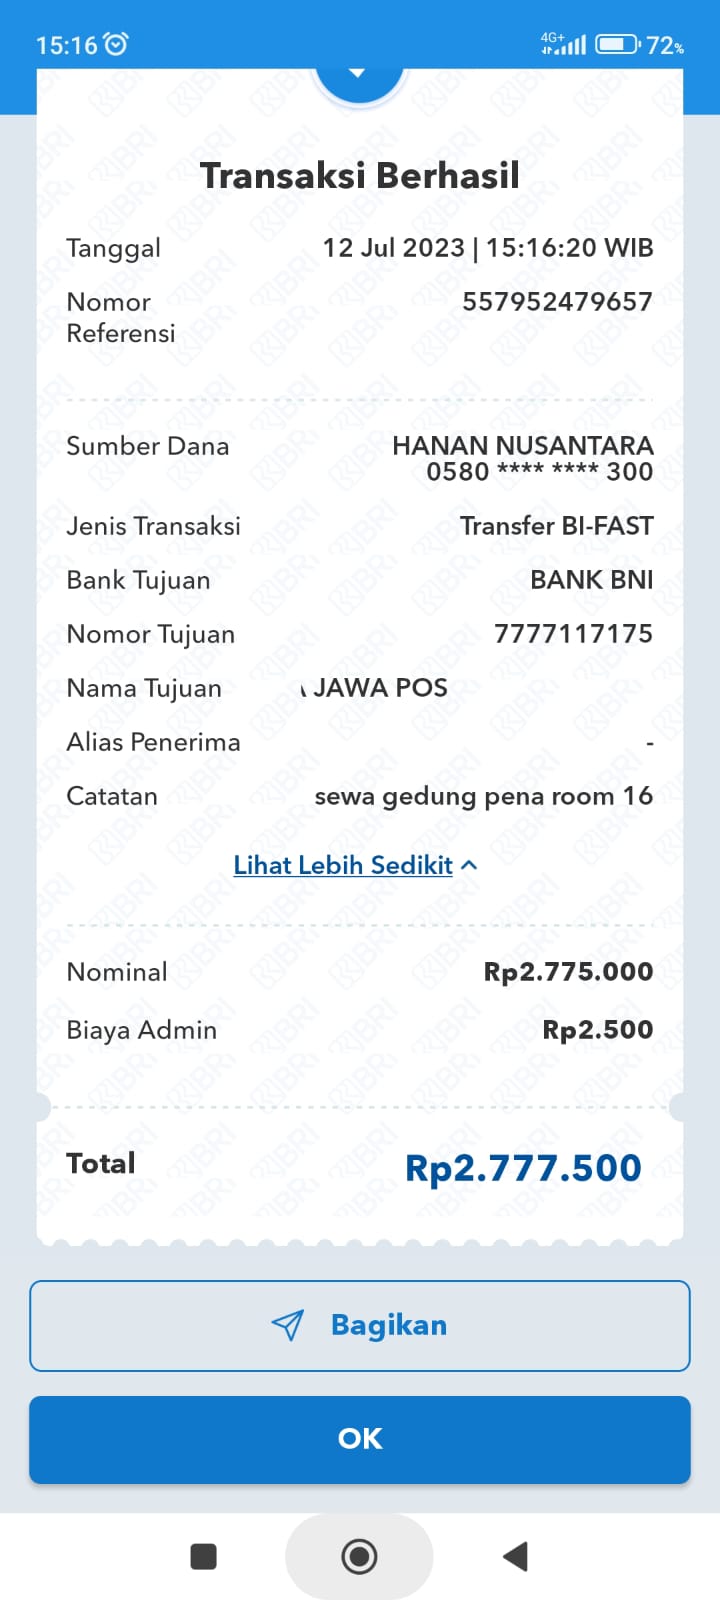 15:16
4G+
72%
Transaksi Berhasil
Tanggal 12 Jul 2023 | 15:16:20 WIB
Nomor Referensi 557952479657
Sumber Dana HANAN NUSANTARA
0580 **** **** 300
Jenis Transaksi Transfer BI-FAST
Bank Tujuan BANK BNI
Nomor Tujuan 7777117175
Nama Tujuan JAWA POS
Alias Penerima -
Catatan sewa gedung pena room 16
Lihat Lebih Sedikit
Nominal Rp2.775.000
Biaya Admin Rp2.500
Total Rp2.777.500
Bagikan
OK